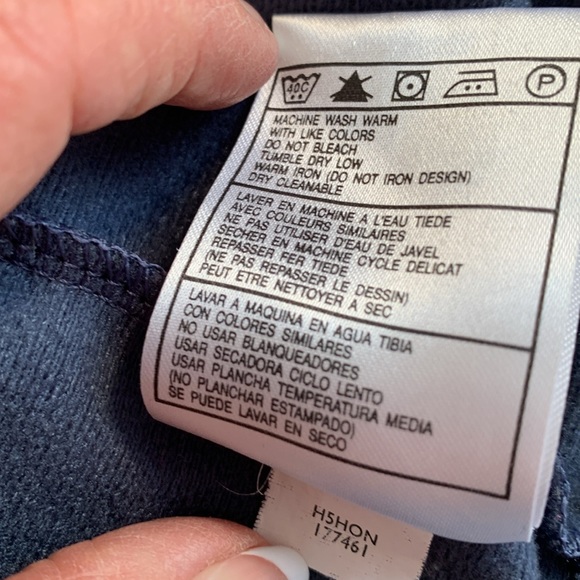 40C
P
MACHINE WASH WARM
WITH LIKE COLORS
DO NOT BLEACH
TUMBLE DRY LOW
WARM IRON (DO NOT IRON DESIGN)
DRY CLEANABLE
LAVER EN MACHINE A L'EAU TIEDE
AVEC COULEURS SIMILAIRES
NE PAS UTILISER D'EAU DE JAVEL
SECHER EN MACHINE CYCLE DELICAT
REPASSER FER TIEDE
(NE PAS REPASSER LE DESSIN)
PEUT ETRE NETTOYER A SEC
LAVAR A MAQUINA EN AGUA TIBIA
CON COLORES SIMILARES
NO USAR BLANQUEADORES
USAR SECADORA CICLO LENTO
USAR PLANCHA TEMPERATURA MEDIA
(NO PLANCHAR ESTAMPADO)
SE PUEDE LAVAR EN SECO
H5HON
177461